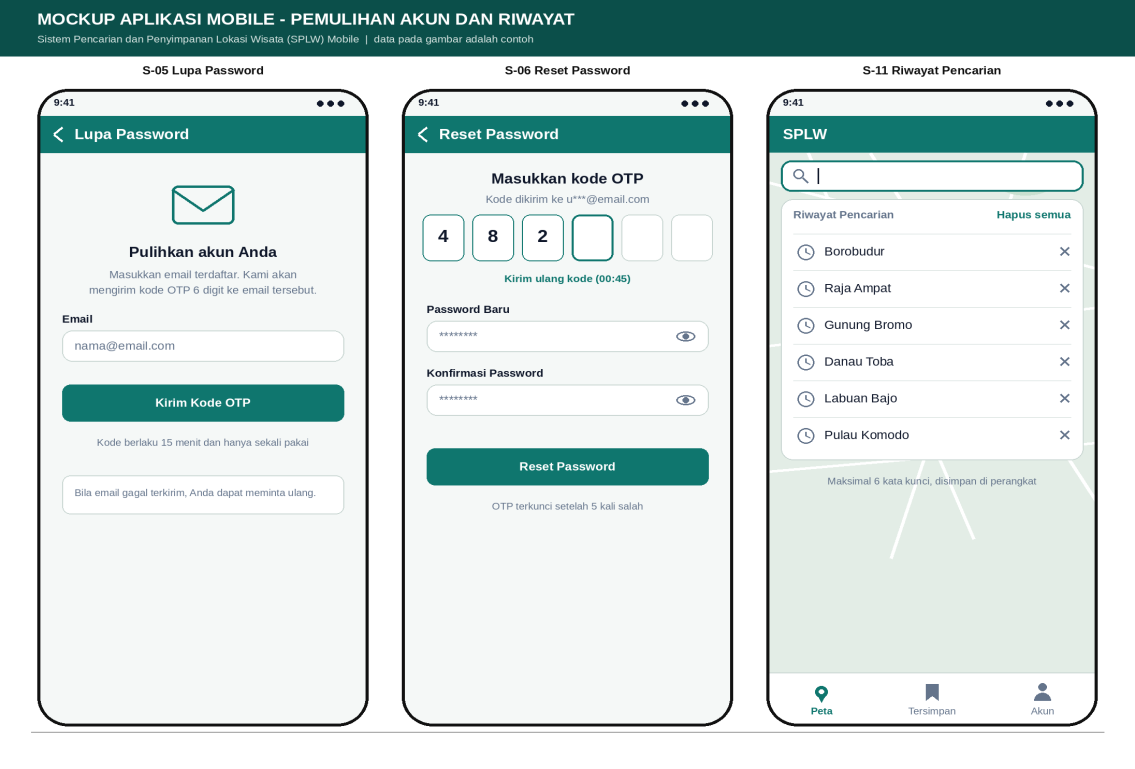 MOCKUP APLIKASI MOBILE - PEMULIHAN AKUN DAN RIWAYAT
Sistem Pencarian dan Penyimpanan Lokasi Wisata (SPLW) Mobile | data pada gambar adalah contoh
S-05 Lupa Password
9:41
Lupa Password
Pulihkan akun Anda
Masukkan email terdaftar. Kami akan
mengirim kode OTP 6 digit ke email tersebut.
Email
nama@email.com
Kirim Kode OTP
Kode berlaku 15 menit dan hanya sekali pakai
Bila email gagal terkirim, Anda dapat meminta ulang.
S-06 Reset Password
9:41
Reset Password
Masukkan kode OTP
Kode dikirim ke u***@email.com
4 8 2
Kirim ulang kode (00:45)
Password Baru
********
Konfirmasi Password
********
Reset Password
OTP terkunci setelah 5 kali salah
S-11 Riwayat Pencarian
9:41
SPLW
Riwayat Pencarian Hapus semua
Borobudur
Raja Ampat
Gunung Bromo
Danau Toba
Labuan Bajo
Pulau Komodo
Maksimal 6 kata kunci, disimpan di perangkat
Peta Tersimpan Akun